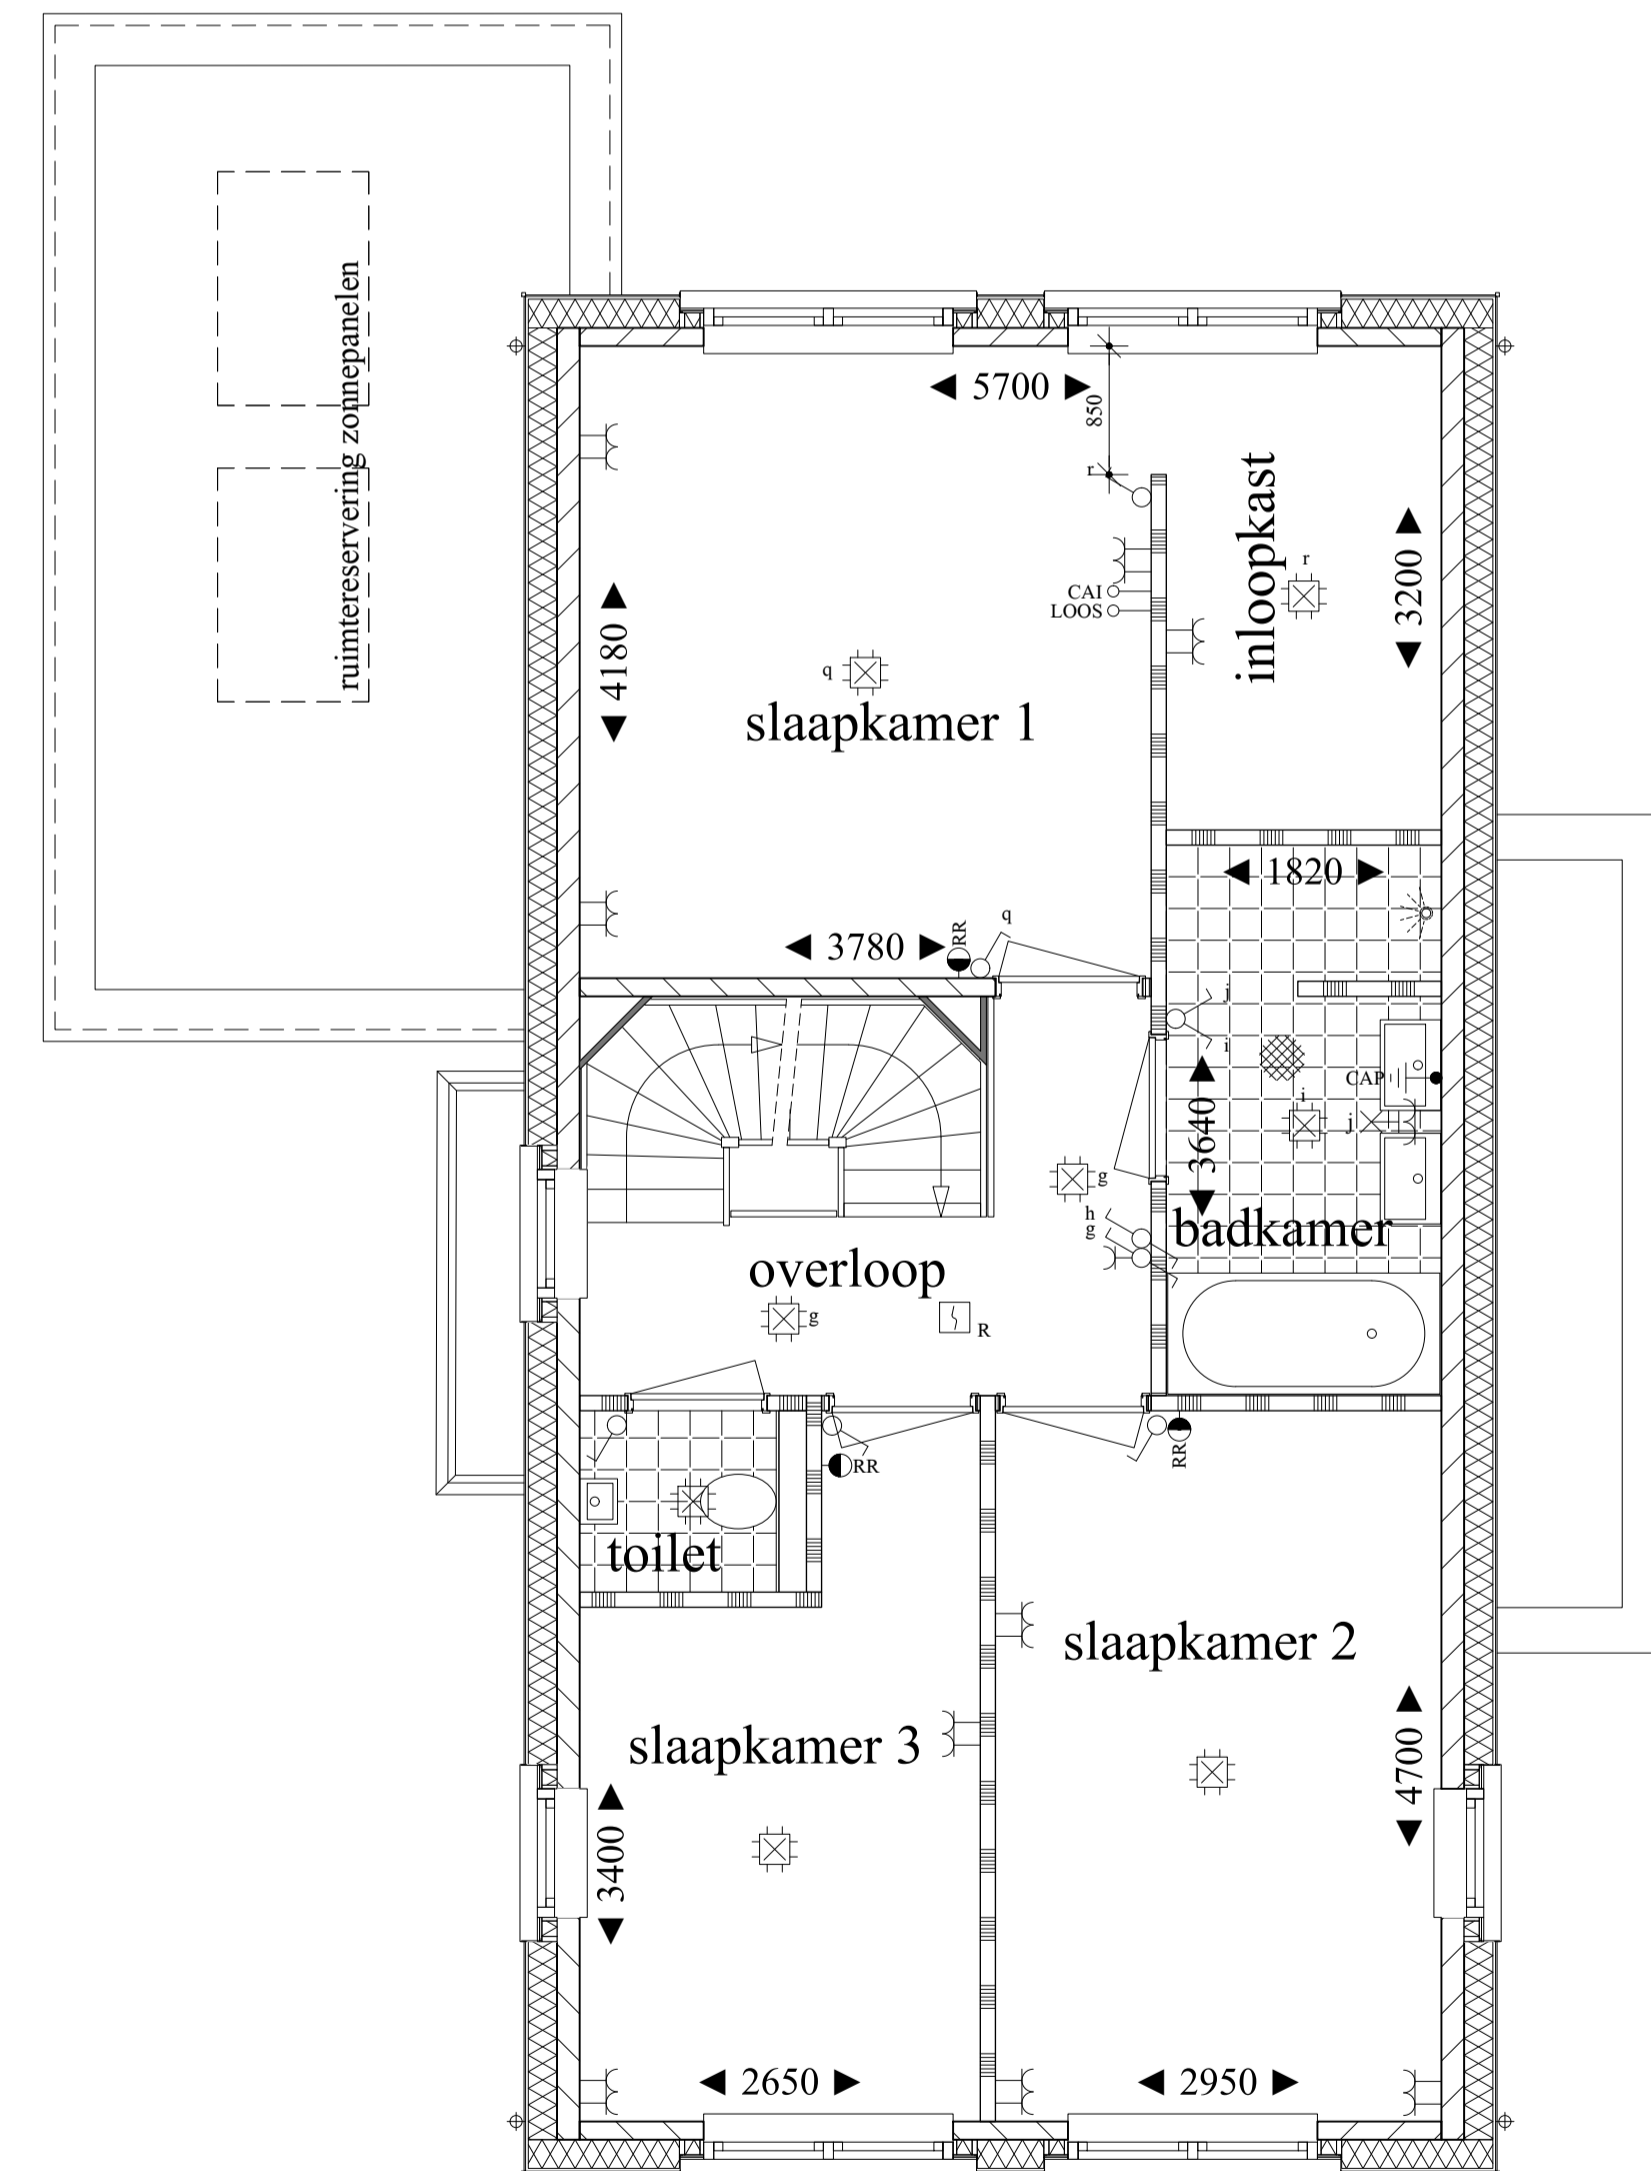 ruimtereservering zonnepanelen
5700
850
r
inloopkast
r
3200
CAI
LOOS
4180
q
slaapkamer 1
1820
3780
RR
q
j
i
CAP
i
j
3640
g
h
g
badkamer
overloop
g
R
RR
RR
toilet
slaapkamer 2
slaapkamer 3
4700
3400
2650
2950